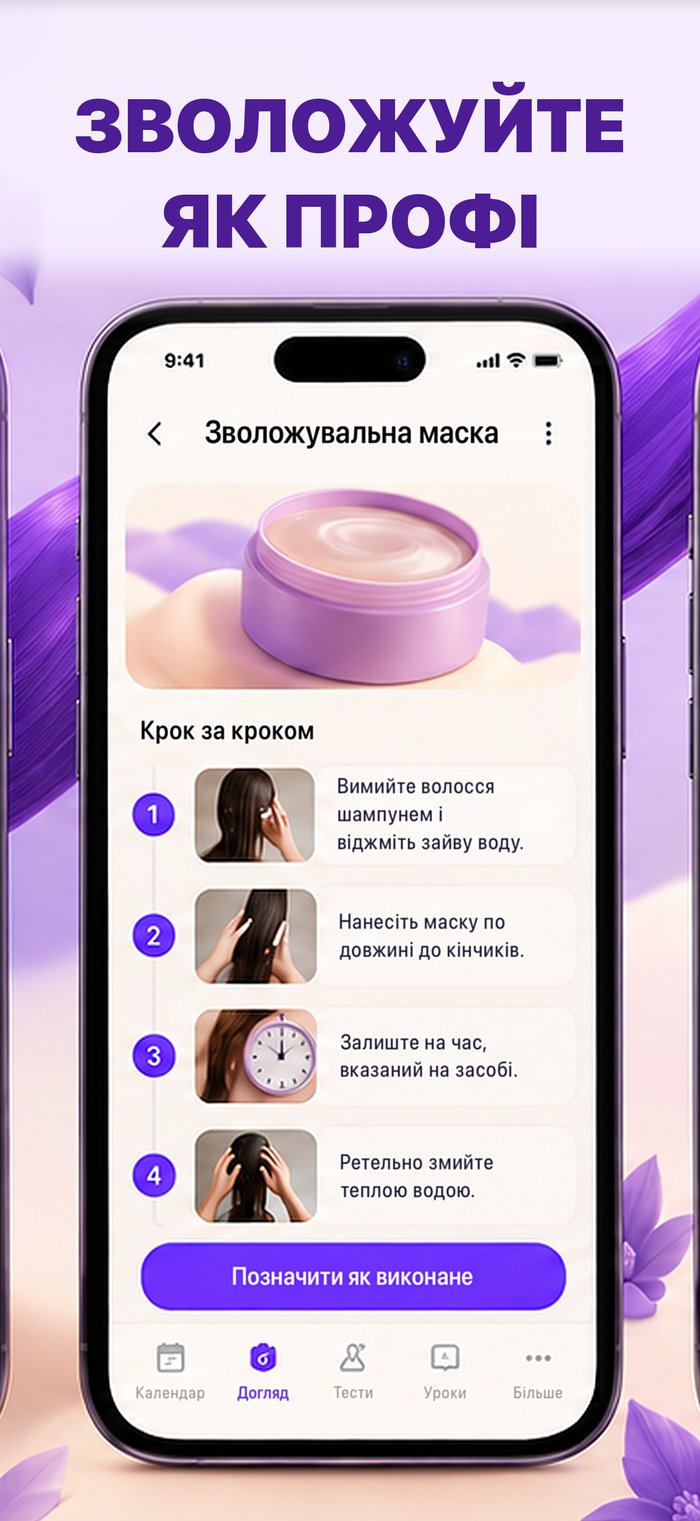 ЗВОЛОЖУЙТЕ
ЯК ПРОФІ
9:41
Зволожувальна маска
Крок за кроком
1
Вимийте волосся
шампунем і
віджміть зайву воду.
2
Нанесіть маску по
довжині до кінчиків.
3
Залиште на час,
вказаний на засобі.
4
Ретельно змийте
теплою водою.
Позначити як виконане
Календар
Догляд
Тести
Уроки
Більше